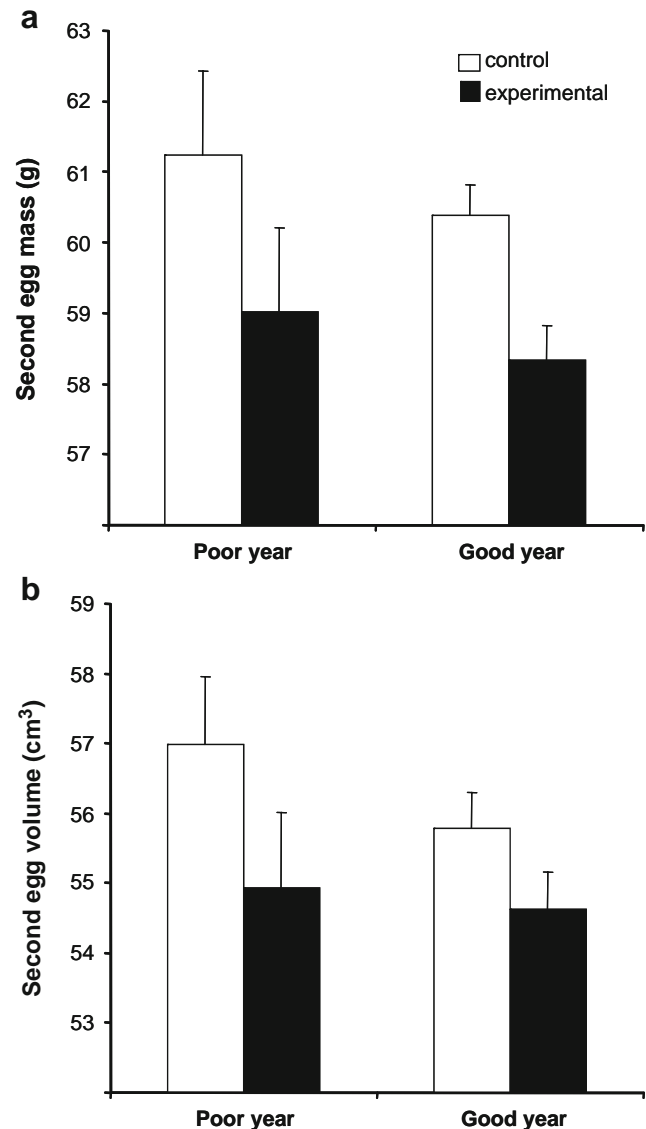 a
Second egg mass (g)
63
62
61
60
59
58
57
control
experimental
Poor year
Good year
b
Second egg volume (cm³)
59
58
57
56
55
54
53
Poor year
Good year